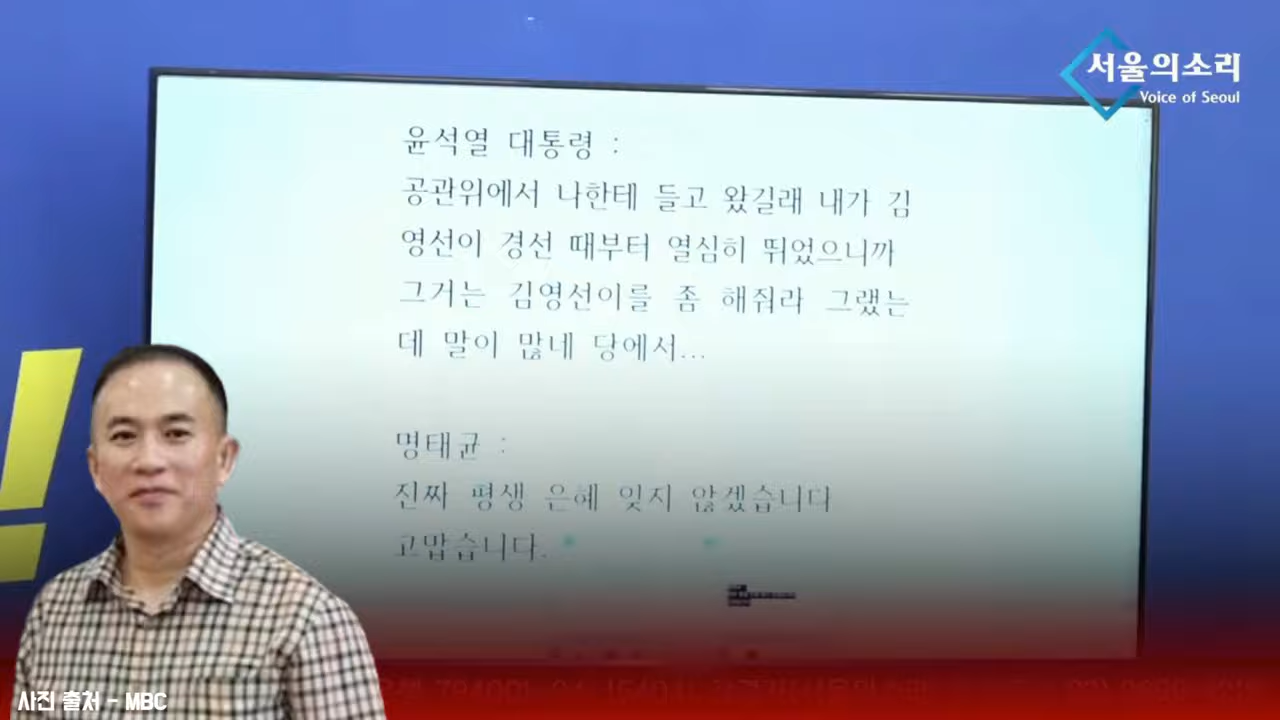 서울의소리
Voice of Seoul
윤석열 대통령 :
공관위에서 나한테 들고 왔길래 내가 김
영선이 경선 때부터 열심히 뛰었으니까
그거는 김영선이를 좀 해줘라 그랬는
데 말이 많네 당에서...
명태균 :
진짜 평생 은혜 잊지 않겠습니다
고맙습니다.
!
사진 출처 - MBC